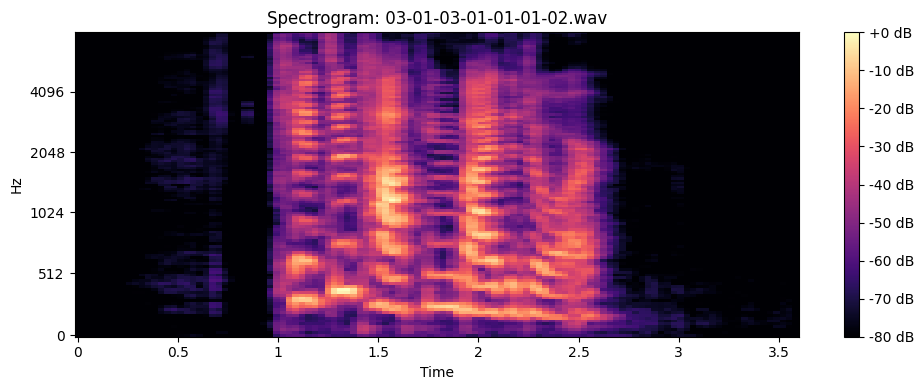 Spectrogram: 03-01-03-01-01-01-02.wav
+0 dB
-10 dB
4096
-20 dB
2048
-30 dB
Hz
-40 dB
1024
-50 dB
512
-60 dB
-70 dB
0
-80 dB
0 0.5 1 1.5 2 2.5 3 3.5
Time